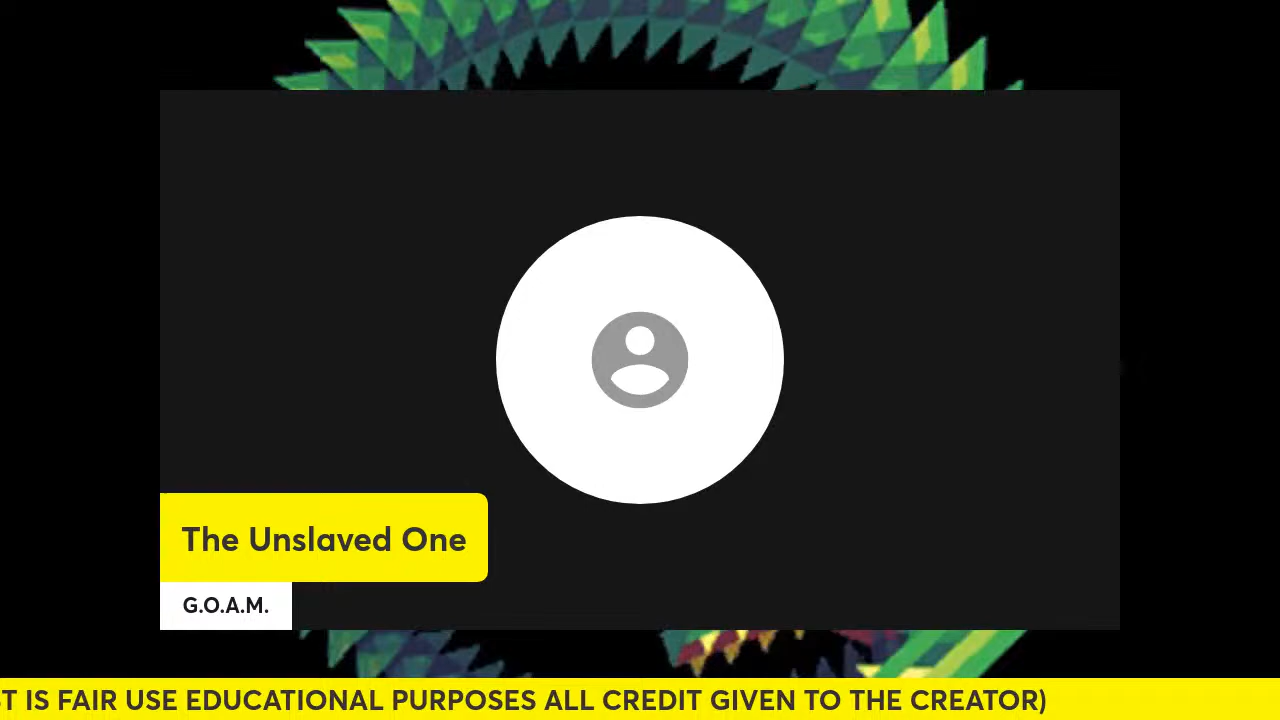 The Unslaved One
G.O.A.M.
T IS FAIR USE EDUCATIONAL PURPOSES ALL CREDIT GIVEN TO THE CREATOR)